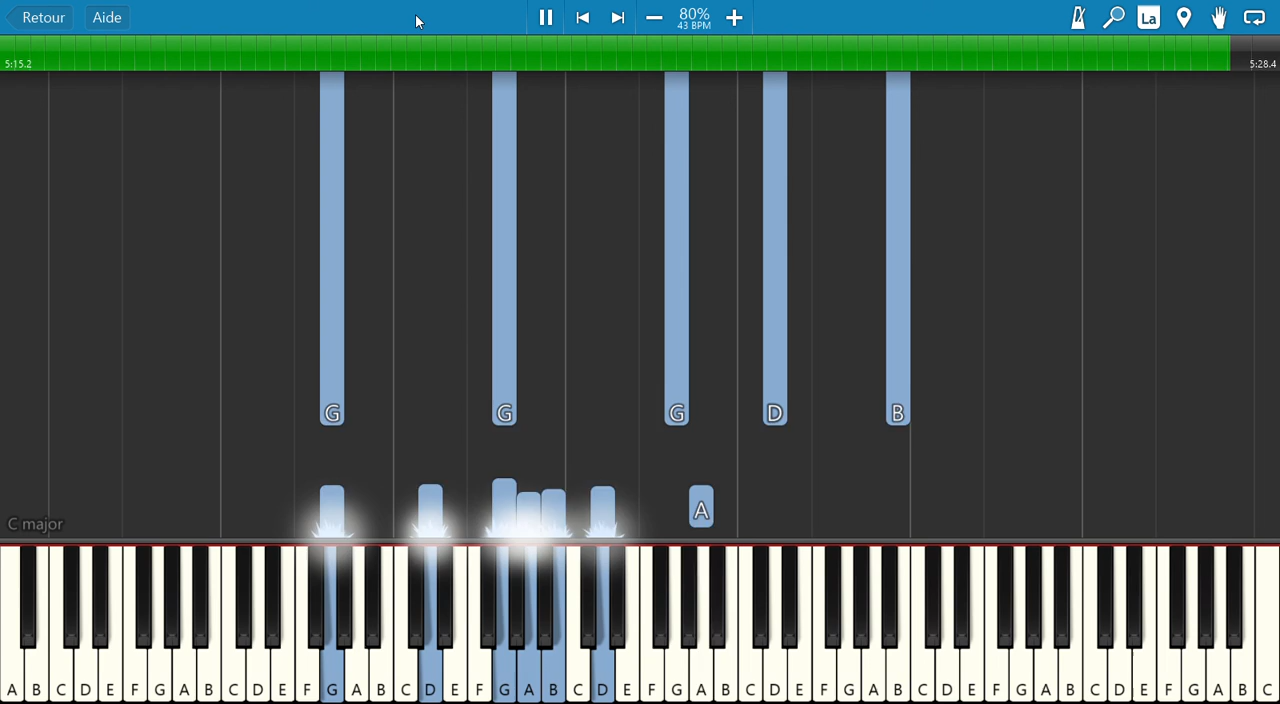 Retour Aide 80% La
43 BPM
5:15.2 5:28.4
G G G D B
A
C major
A B C D E F G A B C D E F G A B C D E F G A B C D E F G A B C D E F G A B C D E F G A B C D E F G A B C